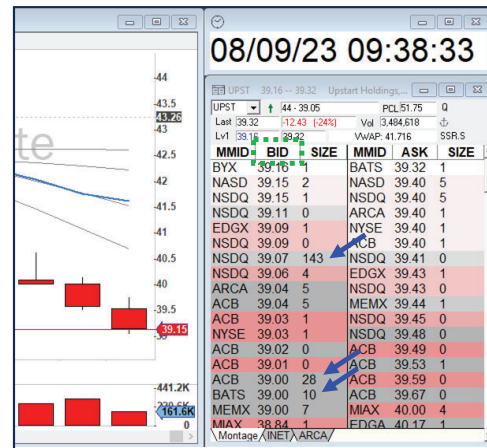 08/09/23 09:38:33
UPST 39.16 -- 39.32 Upstart Holdings,...
UPST 44 - 39.05 PCL 51.75 Q
Last 39.32 -12.43 (-24%) Vol 3,484,618
Lv1 39.16 39.32 VWAP: 41.716 SSR.S
MMID BID SIZE MMID ASK SIZE
BYX 39.16 1 BATS 39.32 1
NASD 39.15 2 NASD 39.40 5
NSDQ 39.15 1 NSDQ 39.40 5
NSDQ 39.11 0 ARCA 39.40 1
EDGX 39.09 1 NYSE 39.40 1
NSDQ 39.09 0 ACB 39.40 1
NSDQ 39.07 143 NSDQ 39.41 0
NSDQ 39.06 4 EDGX 39.43 1
ARCA 39.04 5 NSDQ 39.43 0
ACB 39.04 5 MEMX 39.44 1
ACB 39.03 1 NSDQ 39.45 0
NYSE 39.03 1 NSDQ 39.48 0
ACB 39.02 0 ACB 39.49 0
ACB 39.01 0 ACB 39.53 1
ACB 39.00 28 ACB 39.59 0
BATS 39.00 10 ACB 39.67 0
MEMX 39.00 7 MIAX 40.00 4
MIAX 38.84 1 EDGA 40.17 1
Montage INET ARCA
te
44
43.5
43.26
43
42.5
42
41.5
41
40.5
40
39.5
39.15
441.2K
161.6K
0